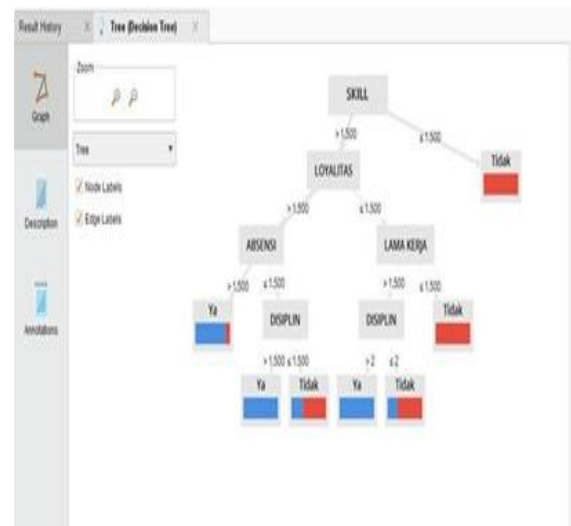 Result History
Tree (Decision Tree)
Zoom
Graph
Tree
Node Labels
Edge Labels
Description
Annotations
SKILL
> 1,500
≤ 1,500
LOYALITAS
Tidak
> 1,500
≤ 1,500
ABSENSI
LAMA KERJA
> 1,500
≤ 1,500
> 1,500
≤ 1,500
Ya
DISIPLIN
DISIPLIN
Tidak
> 1,500
≤ 1,500
> 2
≤ 2
Ya
Tidak
Ya
Tidak